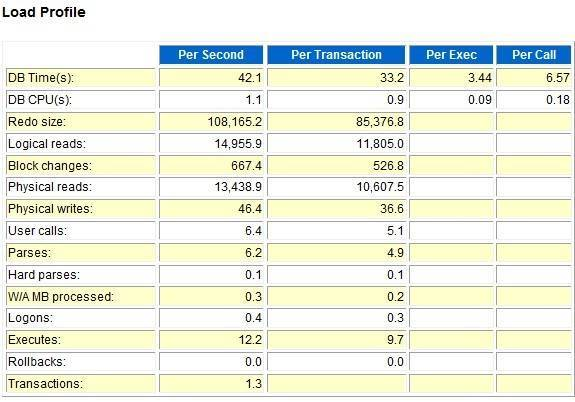 Load Profile
Per Second Per Transaction Per Exec Per Call
DB Time(s): 42.1 33.2 3.44 6.57
DB CPU(s): 1.1 0.9 0.09 0.18
Redo size: 108,165.2 85,376.8
Logical reads: 14,955.9 11,805.0
Block changes: 667.4 526.8
Physical reads: 13,438.9 10,607.5
Physical writes: 46.4 36.6
User calls: 6.4 5.1
Parses: 6.2 4.9
Hard parses: 0.1 0.1
W/A MB processed: 0.3 0.2
Logons: 0.4 0.3
Executes: 12.2 9.7
Rollbacks: 0.0 0.0
Transactions: 1.3